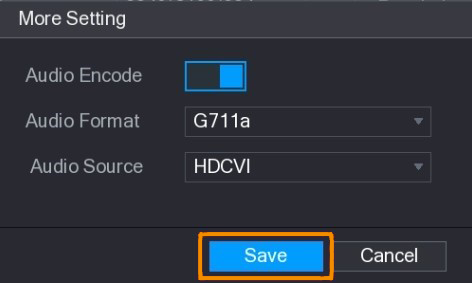 More Setting
Audio Encode
Audio Format G711a
Audio Source HDCVI
Save Cancel